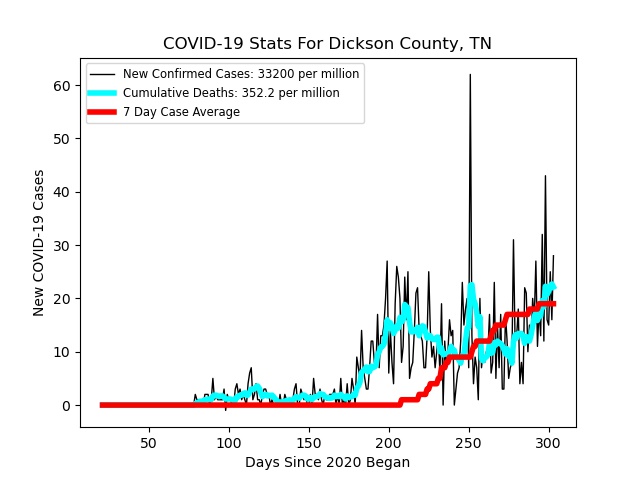 COVID-19 Stats For Dickson County, TN
New Confirmed Cases: 33200 per million
Cumulative Deaths: 352.2 per million
7 Day Case Average
60
50
40
30
20
10
0
New COVID-19 Cases
50 100 150 200 250 300
Days Since 2020 Began